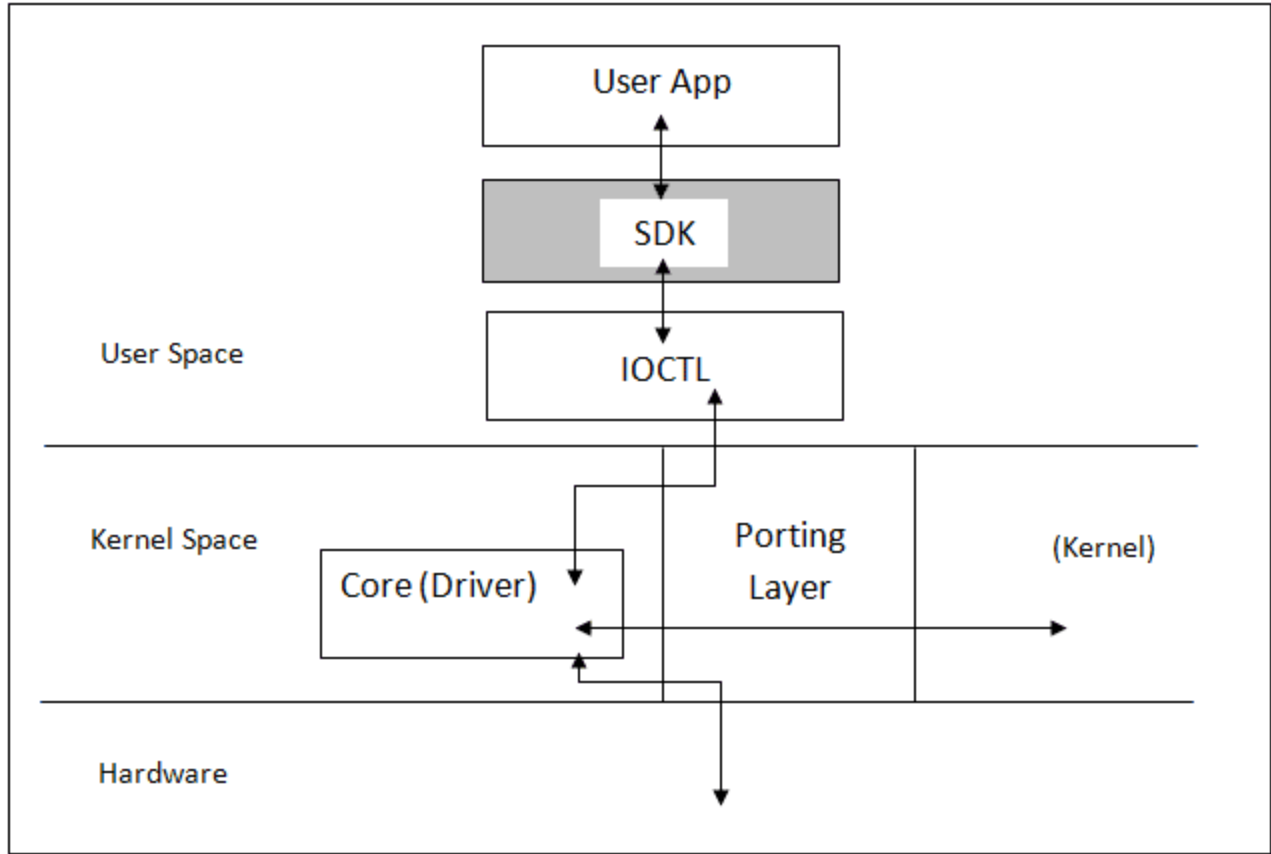 User App
SDK
User Space
IOCTL
Kernel Space
Core (Driver)
Porting
Layer
(Kernel)
Hardware